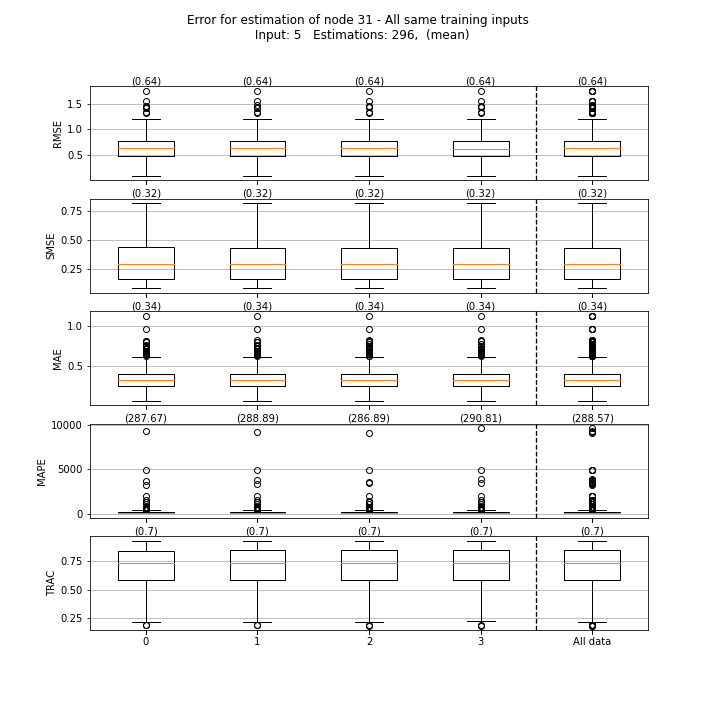 Error for estimation of node 31 - All same training inputs
Input: 5 Estimations: 296, (mean)
(0.64) (0.64) (0.64) (0.64) (0.64)
1.5
1.0
0.5
RMSE
(0.32) (0.32) (0.32) (0.32) (0.32)
0.75
0.50
0.25
SMSE
(0.34) (0.34) (0.34) (0.34) (0.34)
1.0
0.5
MAE
(287.67) (288.89) (286.89) (290.81) (288.57)
10000
5000
0
MAPE
(0.7) (0.7) (0.7) (0.7) (0.7)
0.75
0.50
0.25
TRAC
0 1 2 3 All data